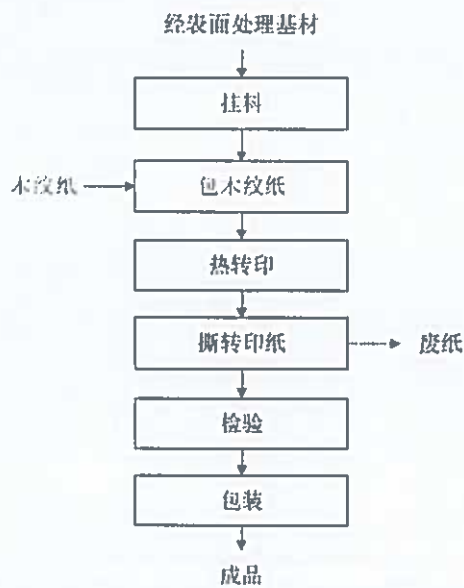 经表面处理基材
挂料
木纹纸
包木纹纸
热转印
撕转印纸
废纸
检验
包装
成品